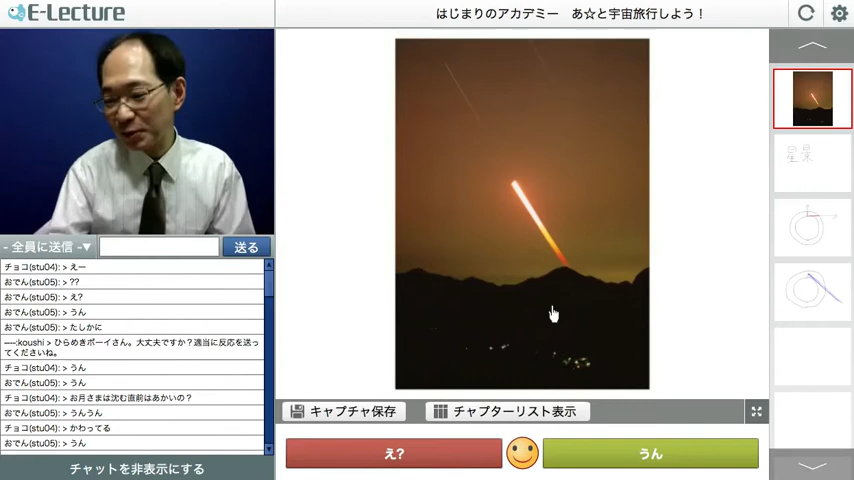 E-Lecture
はじまりのアカデミー　あ☆と宇宙旅行しよう！
- 全員に送信 -▼
送る
チョコ(stu04): > えー
おでん(stu05): > ??
おでん(stu05): > え?
おでん(stu05): > うん
おでん(stu05): > たしかに
----:koushi > ひらめきボーイさん。大丈夫ですか？適当に反応を送っ
てくださいね。
チョコ(stu04): > うん
おでん(stu05): > うん
チョコ(stu04): > お月さまは沈む直前はあかいの？
おでん(stu05): > うんうん
チョコ(stu04): > かわってる
おでん(stu05): > うん
チャットを非表示にする
星景
キャプチャ保存
チャプターリスト表示
え?
うん